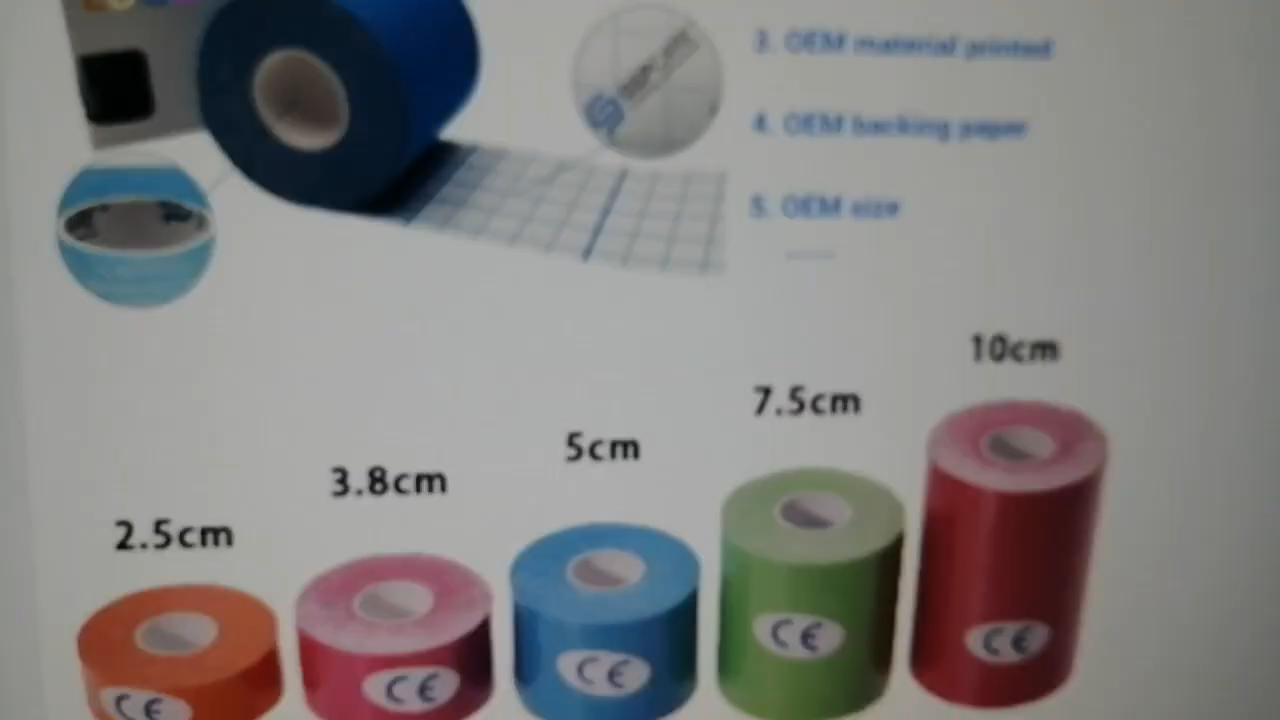 3. OEM material printed
4. OEM backing paper
5. OEM size
10cm
7.5cm
5cm
3.8cm
2.5cm
CE
CE
CE
CE
CE